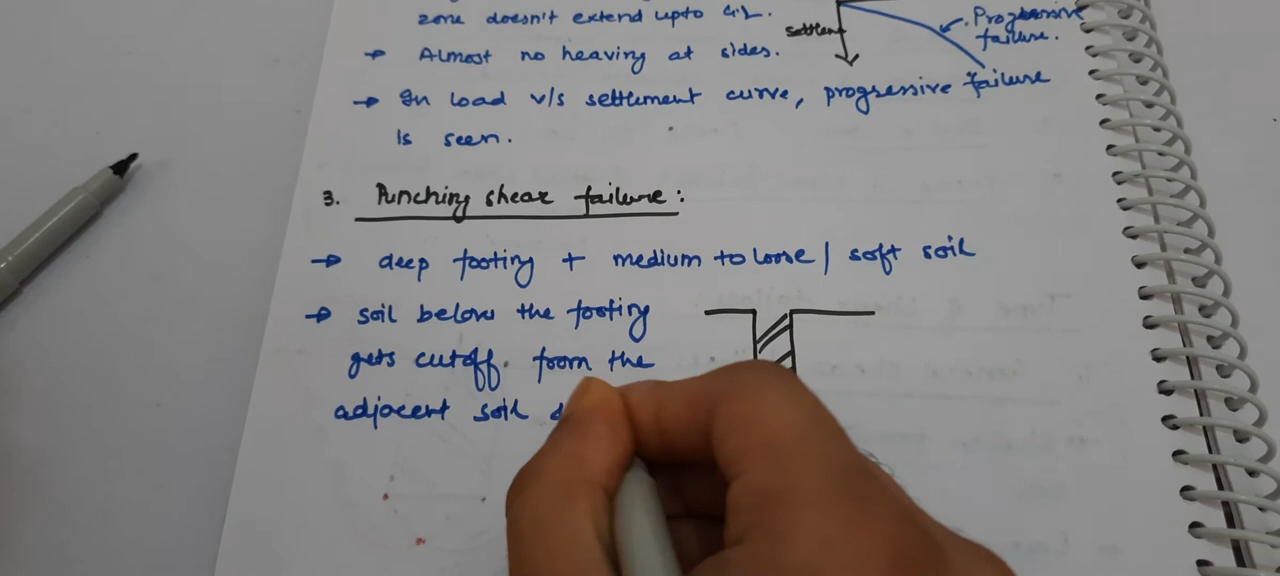 zone doesn't extend upto G.L.
settlem
Progressive
failure.
→ Almost no heaving at sides.
→ In load v/s settlement curve, progressive failure
is seen.
3. Punching shear failure:
→ deep footing + medium to loose / soft soil
→ soil below the footing
gets cutoff. from the
adjacent soil